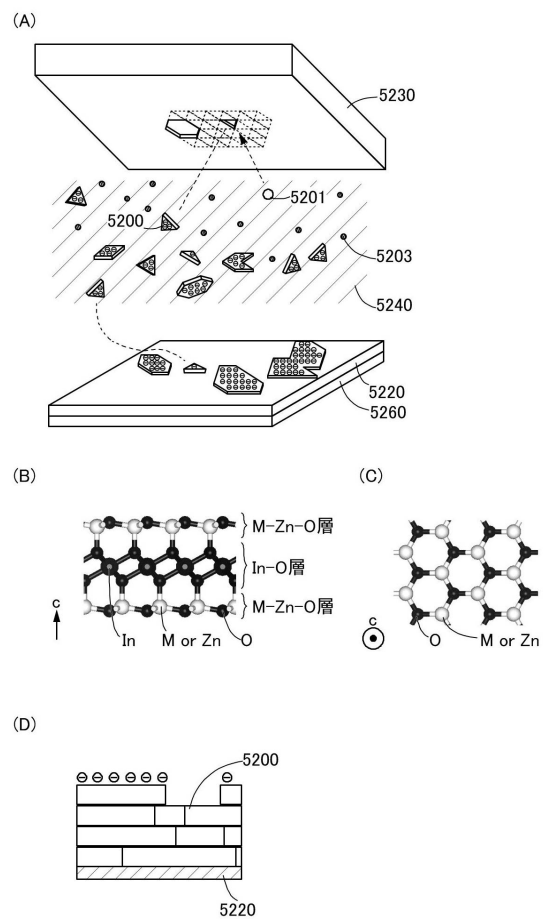 (A)
5230
5201
5200
5203
5240
5220
5260
(B)
(C)
M-Zn-O層
In-O層
M-Zn-O層
c
In
M or Zn
O
c
O
M or Zn
(D)
5200
5220